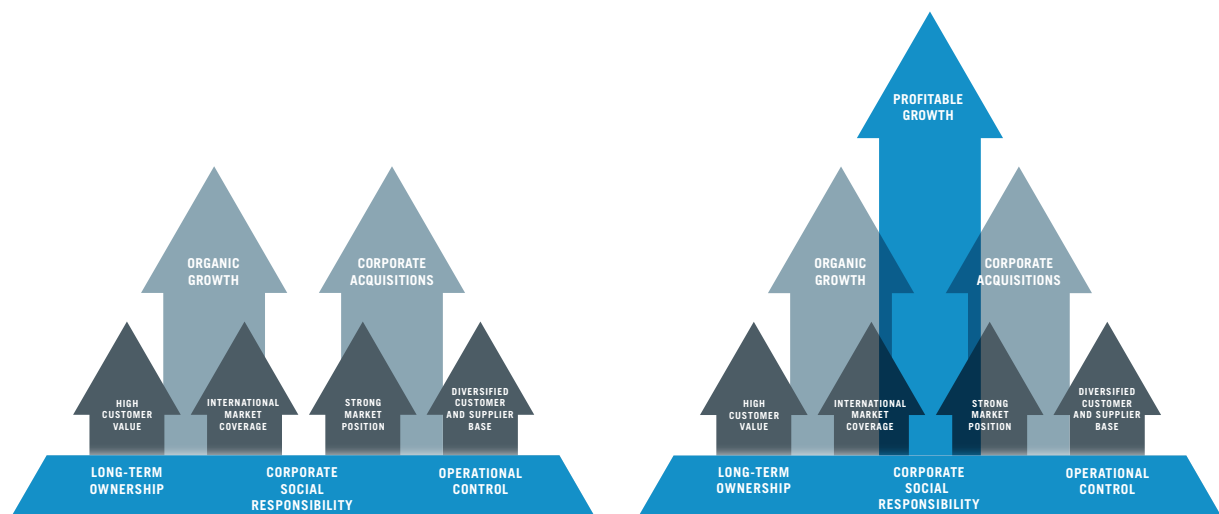 PROFITABLE
GROWTH
ORGANIC
GROWTH
CORPORATE
ACQUISITIONS
ORGANIC
GROWTH
CORPORATE
ACQUISITIONS
HIGH
CUSTOMER
VALUE
INTERNATIONAL
MARKET
COVERAGE
STRONG
MARKET
POSITION
DIVERSIFIED
CUSTOMER
AND SUPPLIER
BASE
HIGH
CUSTOMER
VALUE
INTERNATIONAL
MARKET
COVERAGE
STRONG
MARKET
POSITION
DIVERSIFIED
CUSTOMER
AND SUPPLIER
BASE
LONG-TERM
OWNERSHIP
CORPORATE
SOCIAL
RESPONSIBILITY
OPERATIONAL
CONTROL
LONG-TERM
OWNERSHIP
CORPORATE
SOCIAL
RESPONSIBILITY
OPERATIONAL
CONTROL